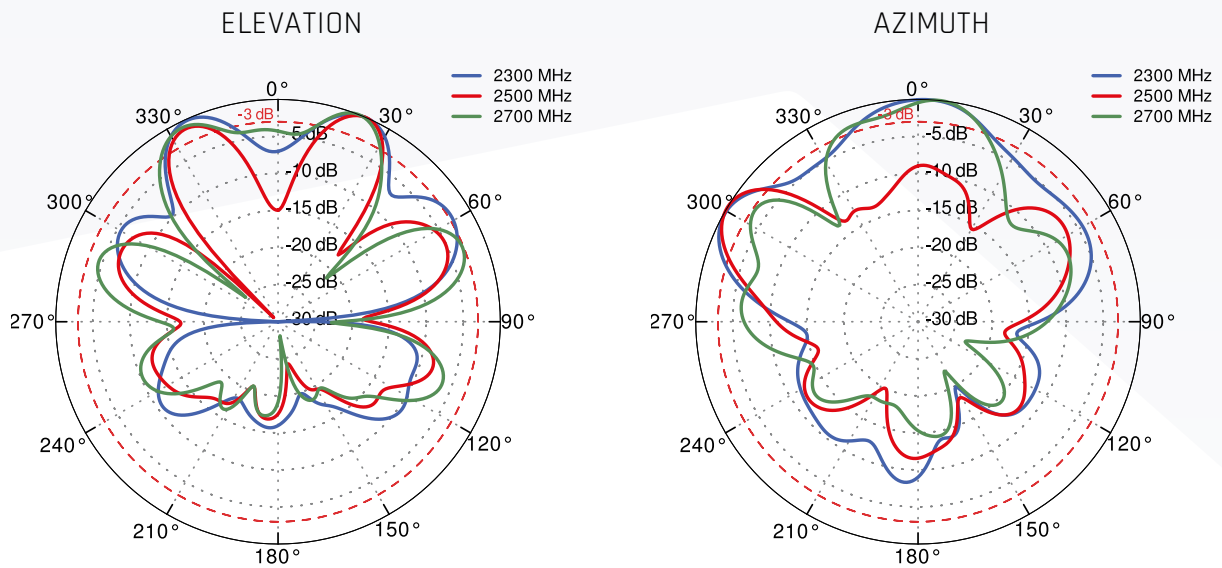 ELEVATION
2300 MHz
2500 MHz
2700 MHz
0°
30°
60°
90°
120°
150°
180°
210°
240°
270°
300°
330°
-3 dB
-5 dB
-10 dB
-15 dB
-20 dB
-25 dB
-30 dB
AZIMUTH
2300 MHz
2500 MHz
2700 MHz
0°
30°
60°
90°
120°
150°
180°
210°
240°
270°
300°
330°
-3 dB
-5 dB
-10 dB
-15 dB
-20 dB
-25 dB
-30 dB